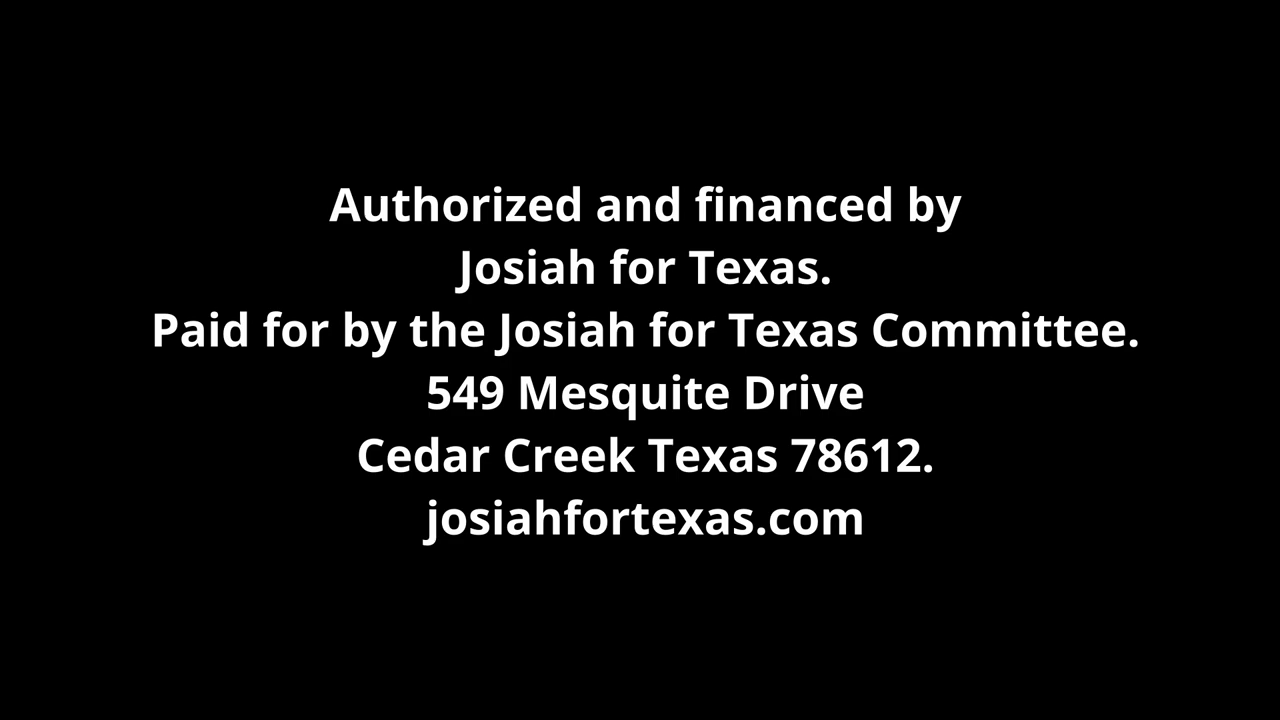 Authorized and financed by
Josiah for Texas.
Paid for by the Josiah for Texas Committee.
549 Mesquite Drive
Cedar Creek Texas 78612.
josiahfortexas.com